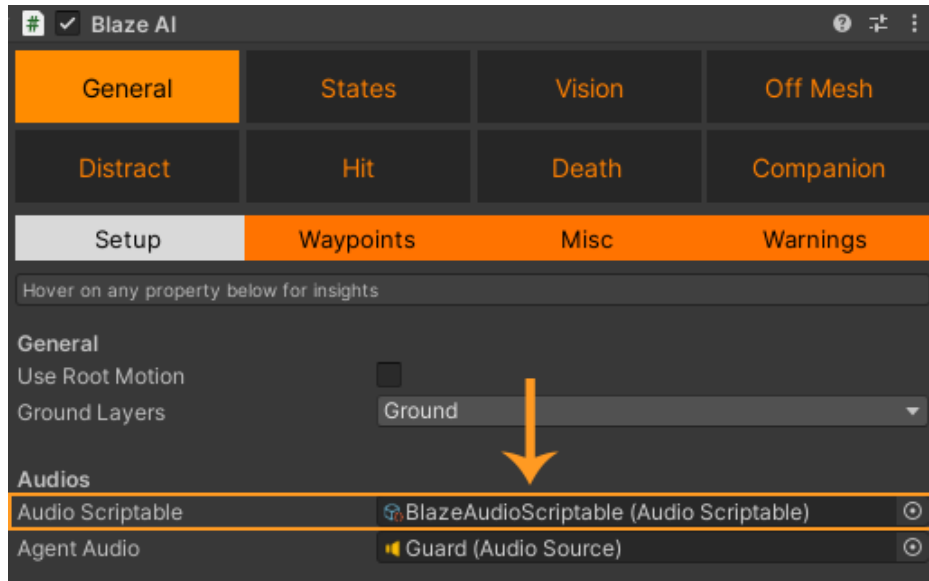 Blaze AI
General States Vision Off Mesh
Distract Hit Death Companion
Setup Waypoints Misc Warnings
Hover on any property below for insights
General
Use Root Motion
Ground Layers Ground
Audios
Audio Scriptable BlazeAudioScriptable (Audio Scriptable)
Agent Audio Guard (Audio Source)